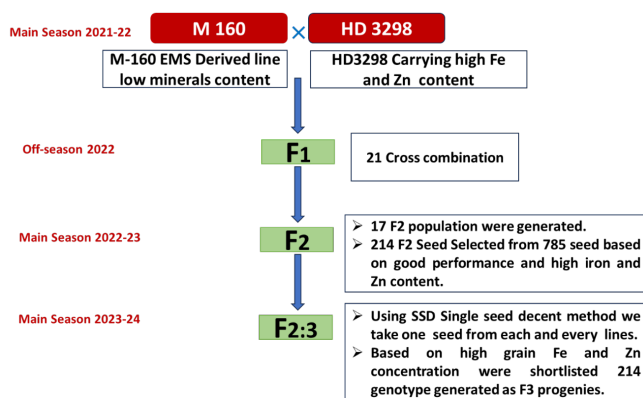 Main Season 2021-22
M 160 × HD 3298
M-160 EMS Derived line
low minerals content
HD3298 Carrying high Fe
and Zn content
Off-season 2022
F1
21 Cross combination
Main Season 2022-23
F2
➢ 17 F2 population were generated.
➢ 214 F2 Seed Selected from 785 seed based
on good performance and high iron and
Zn content.
Main Season 2023-24
F2:3
➢ Using SSD Single seed decent method we
take one seed from each and every lines.
➢ Based on high grain Fe and Zn
concentration were shortlisted 214
genotype generated as F3 progenies.